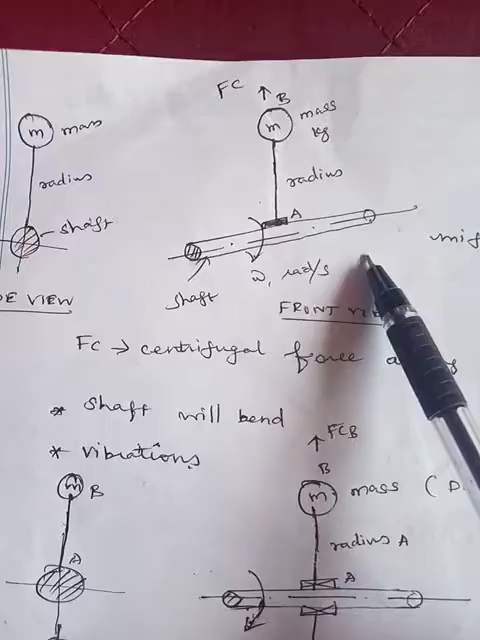 FC
B
m mass
m mass
kg
radius
radius
A
shaft
ω, rad/s
shaft
E VIEW
FRONT VIE
FC → centrifugal force a
* shaft will bend
* vibrations
FCB
B
m B
m mass (D.
radius A
A
A